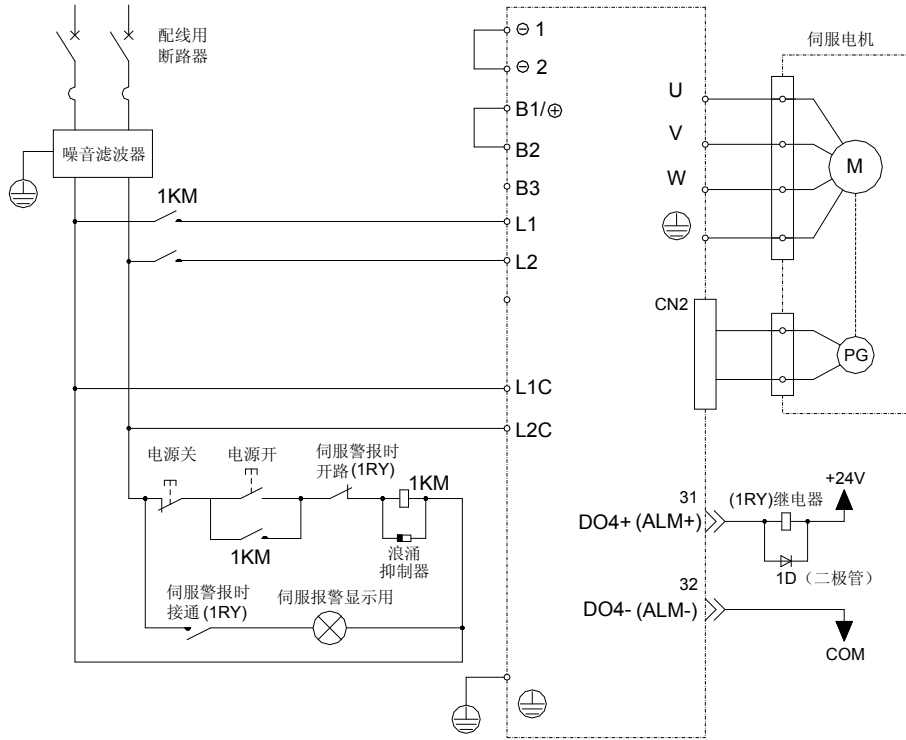 配线用
断路器
噪音滤波器
1KM
⊖ 1
⊖ 2
B1/⊕
B2
B3
L1
L2
L1C
L2C
U
V
W
CN2
伺服电机
M
PG
电源关
电源开
伺服警报时
开路(1RY)
1KM
1KM
浪涌
抑制器
伺服警报时
接通(1RY)
伺服报警显示用
31
DO4+ (ALM+)
(1RY)继电器
+24V
1D（二极管）
32
DO4- (ALM-)
COM